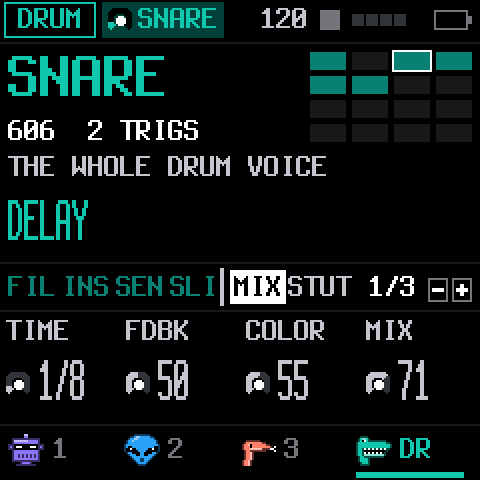 DRUM SNARE 120
SNARE
606 2 TRIGS
THE WHOLE DRUM VOICE
DELAY
FIL INS SEN SLI MIX STUT 1/3 - +
TIME FDBK COLOR MIX
1/8 50 55 71
1 2 3 DR